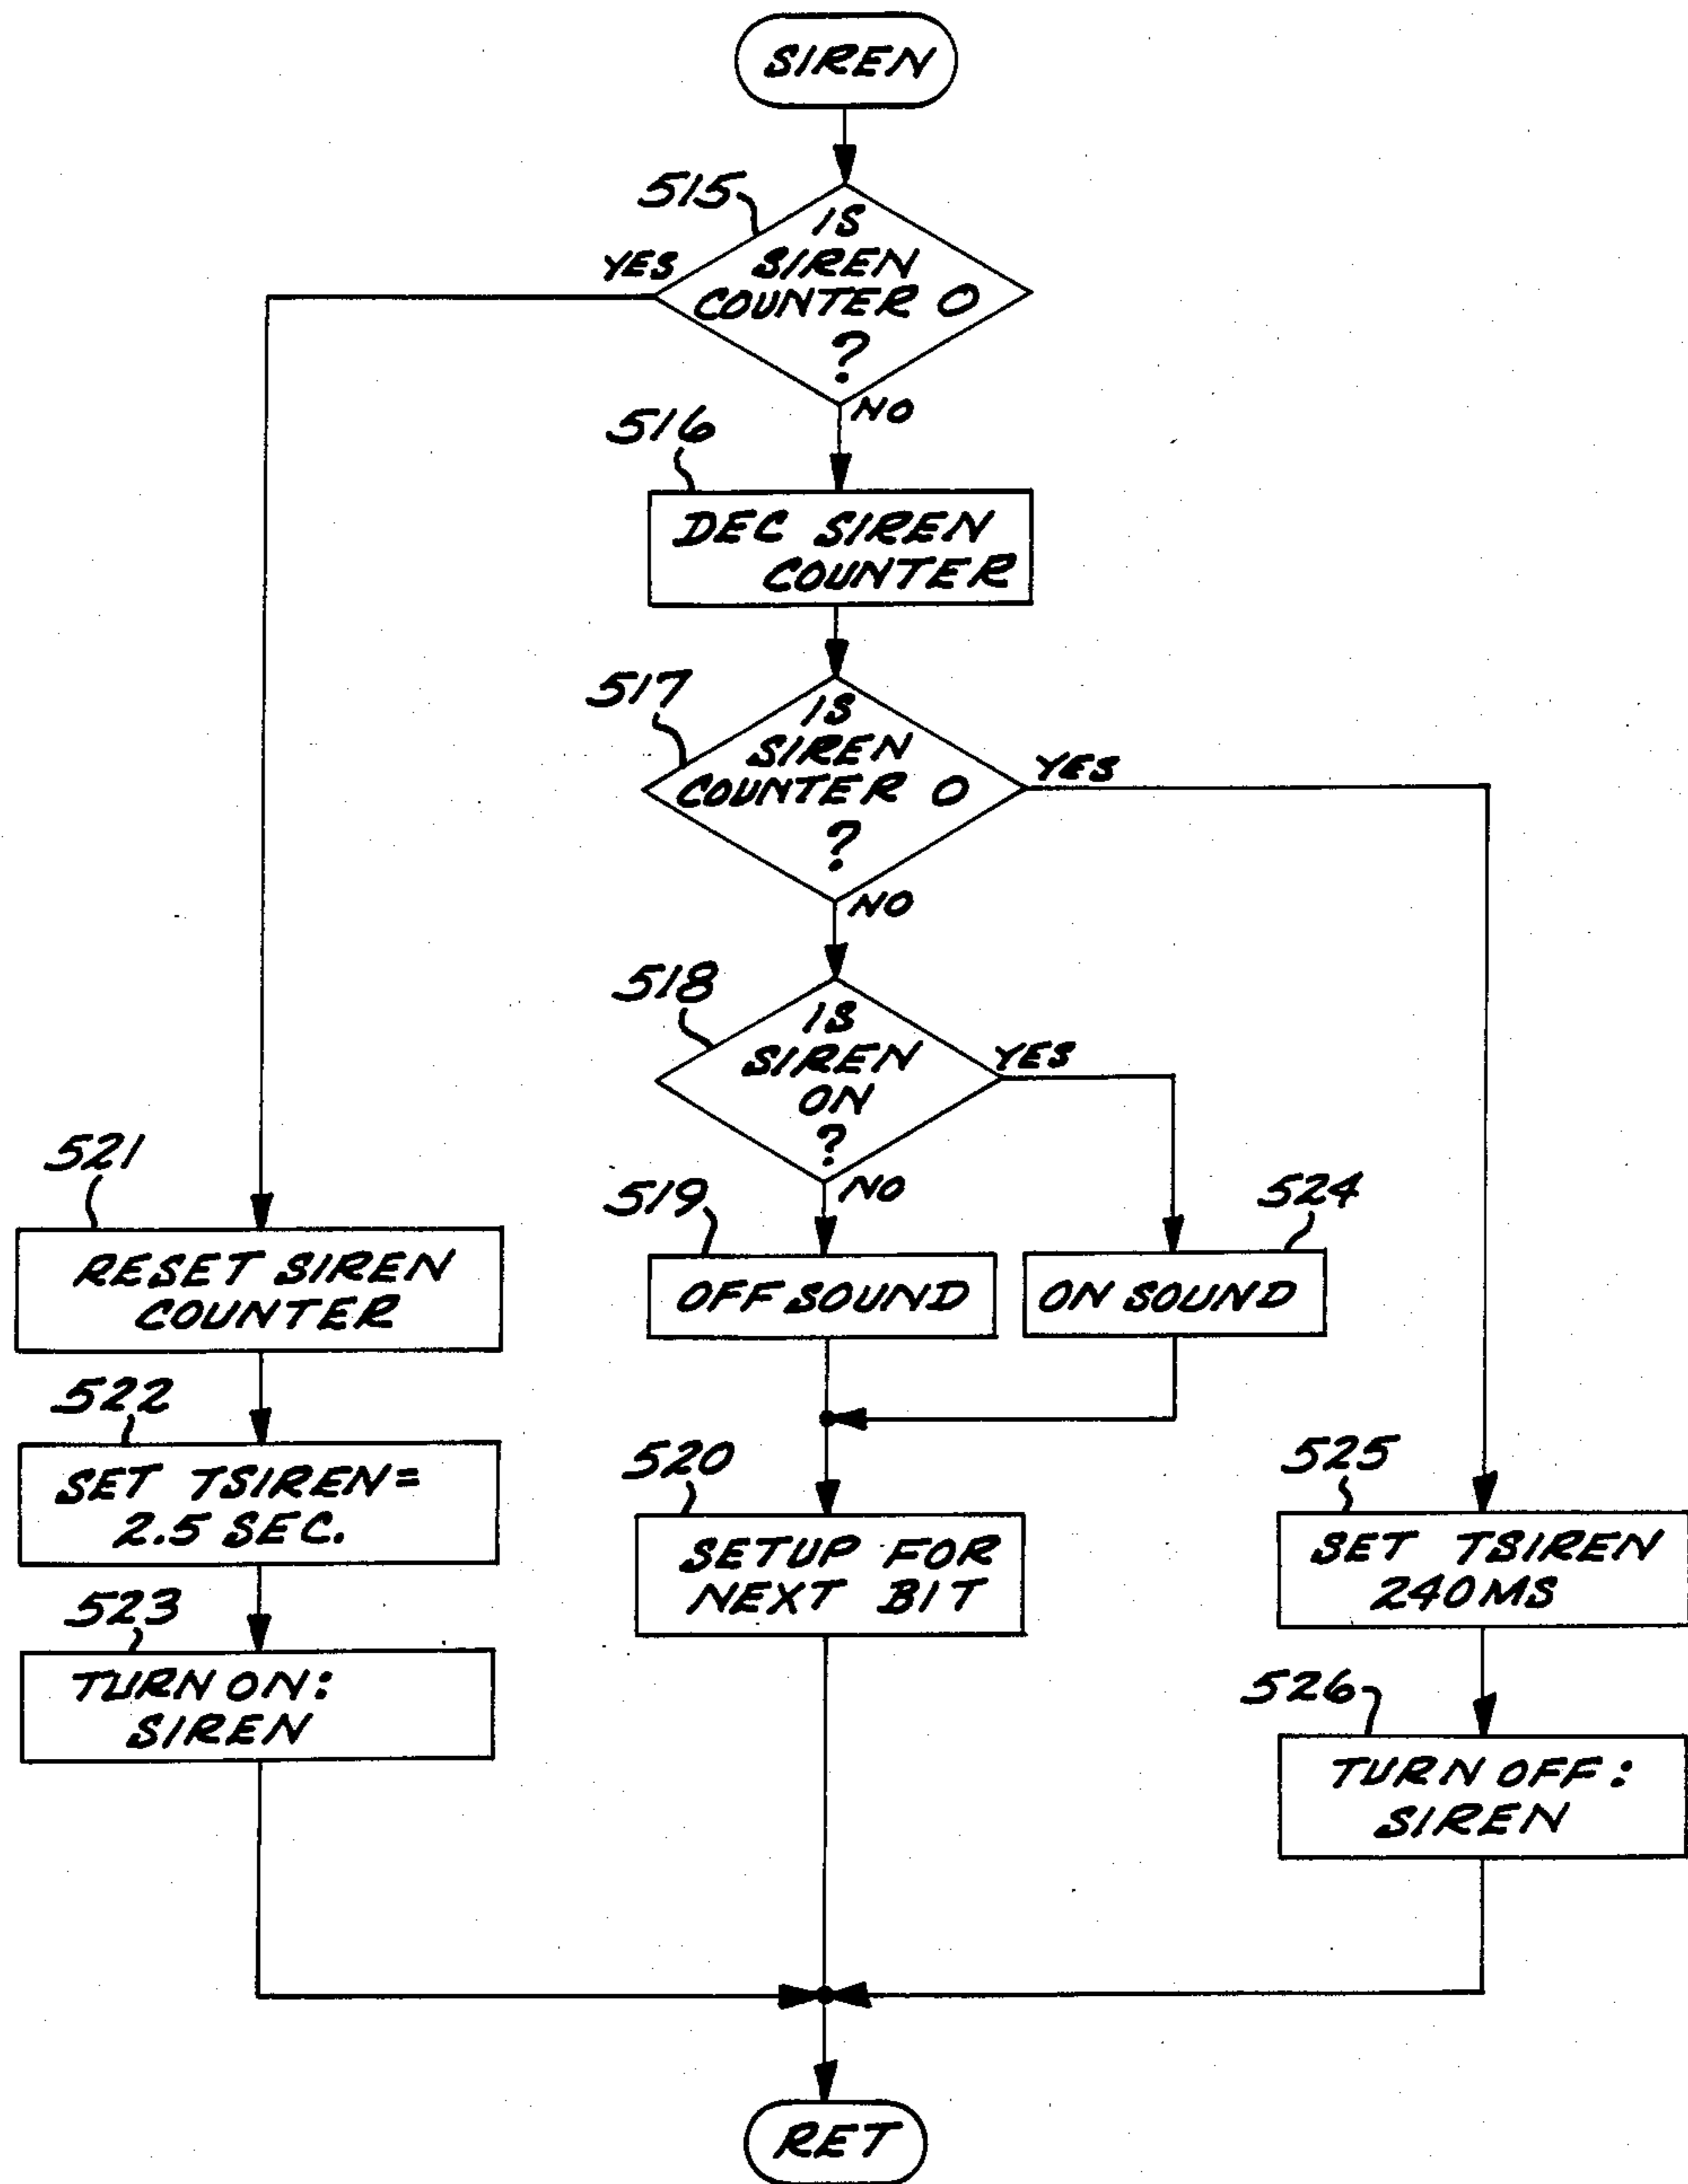 SIREN
515
IS
SIREN
COUNTER 0
?
YES
NO
516
DEC SIREN
COUNTER
517
IS
SIREN
COUNTER 0
?
YES
NO
518
IS
SIREN
ON
?
YES
NO
519
OFF SOUND
524
ON SOUND
521
RESET SIREN
COUNTER
522
SET TSIREN=
2.5 SEC.
523
TURN ON:
SIREN
520
SETUP FOR
NEXT BIT
525
SET TSIREN
240MS
526
TURN OFF:
SIREN
RET